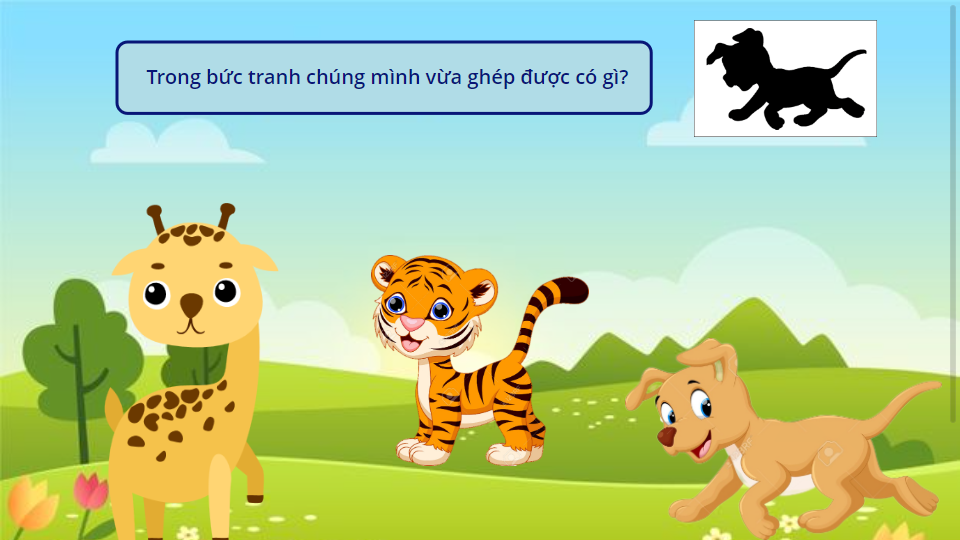 Trong bức tranh chúng mình vừa ghép được có gì?